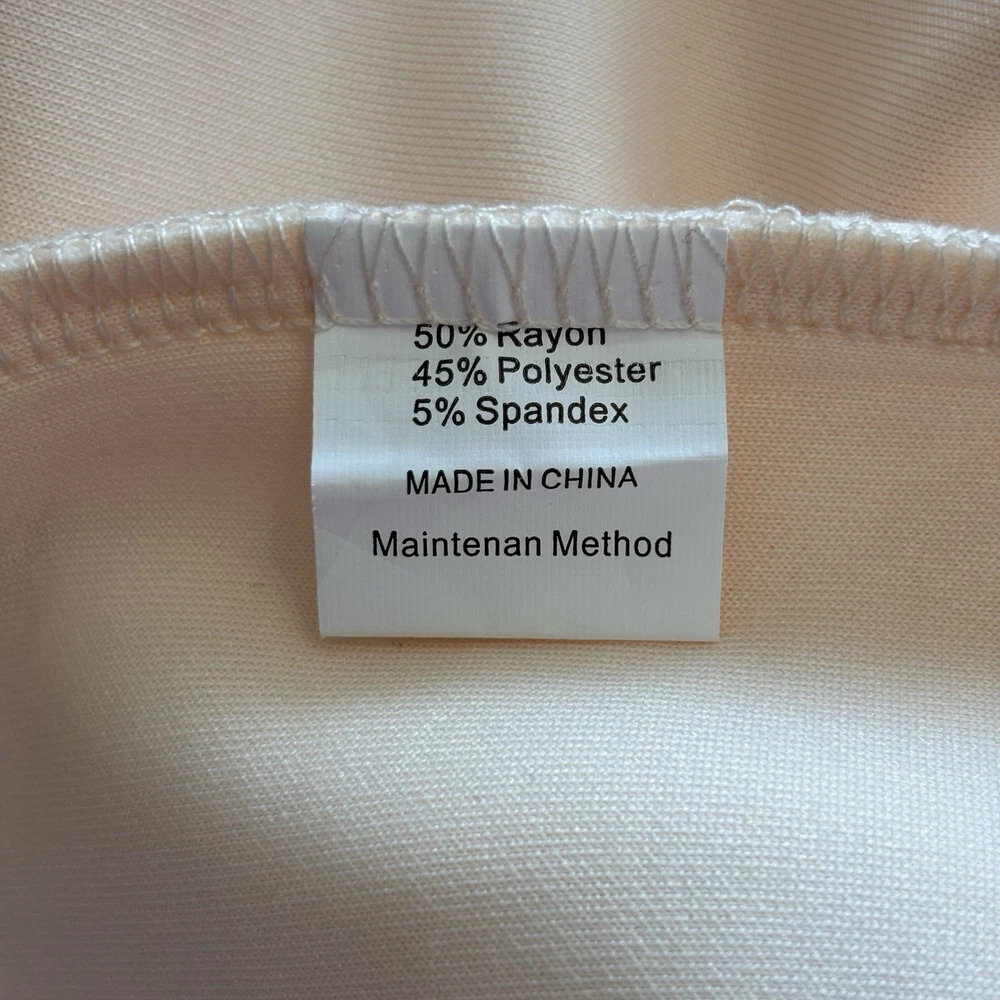 50% Rayon
45% Polyester
5% Spandex
MADE IN CHINA
Maintenan Method